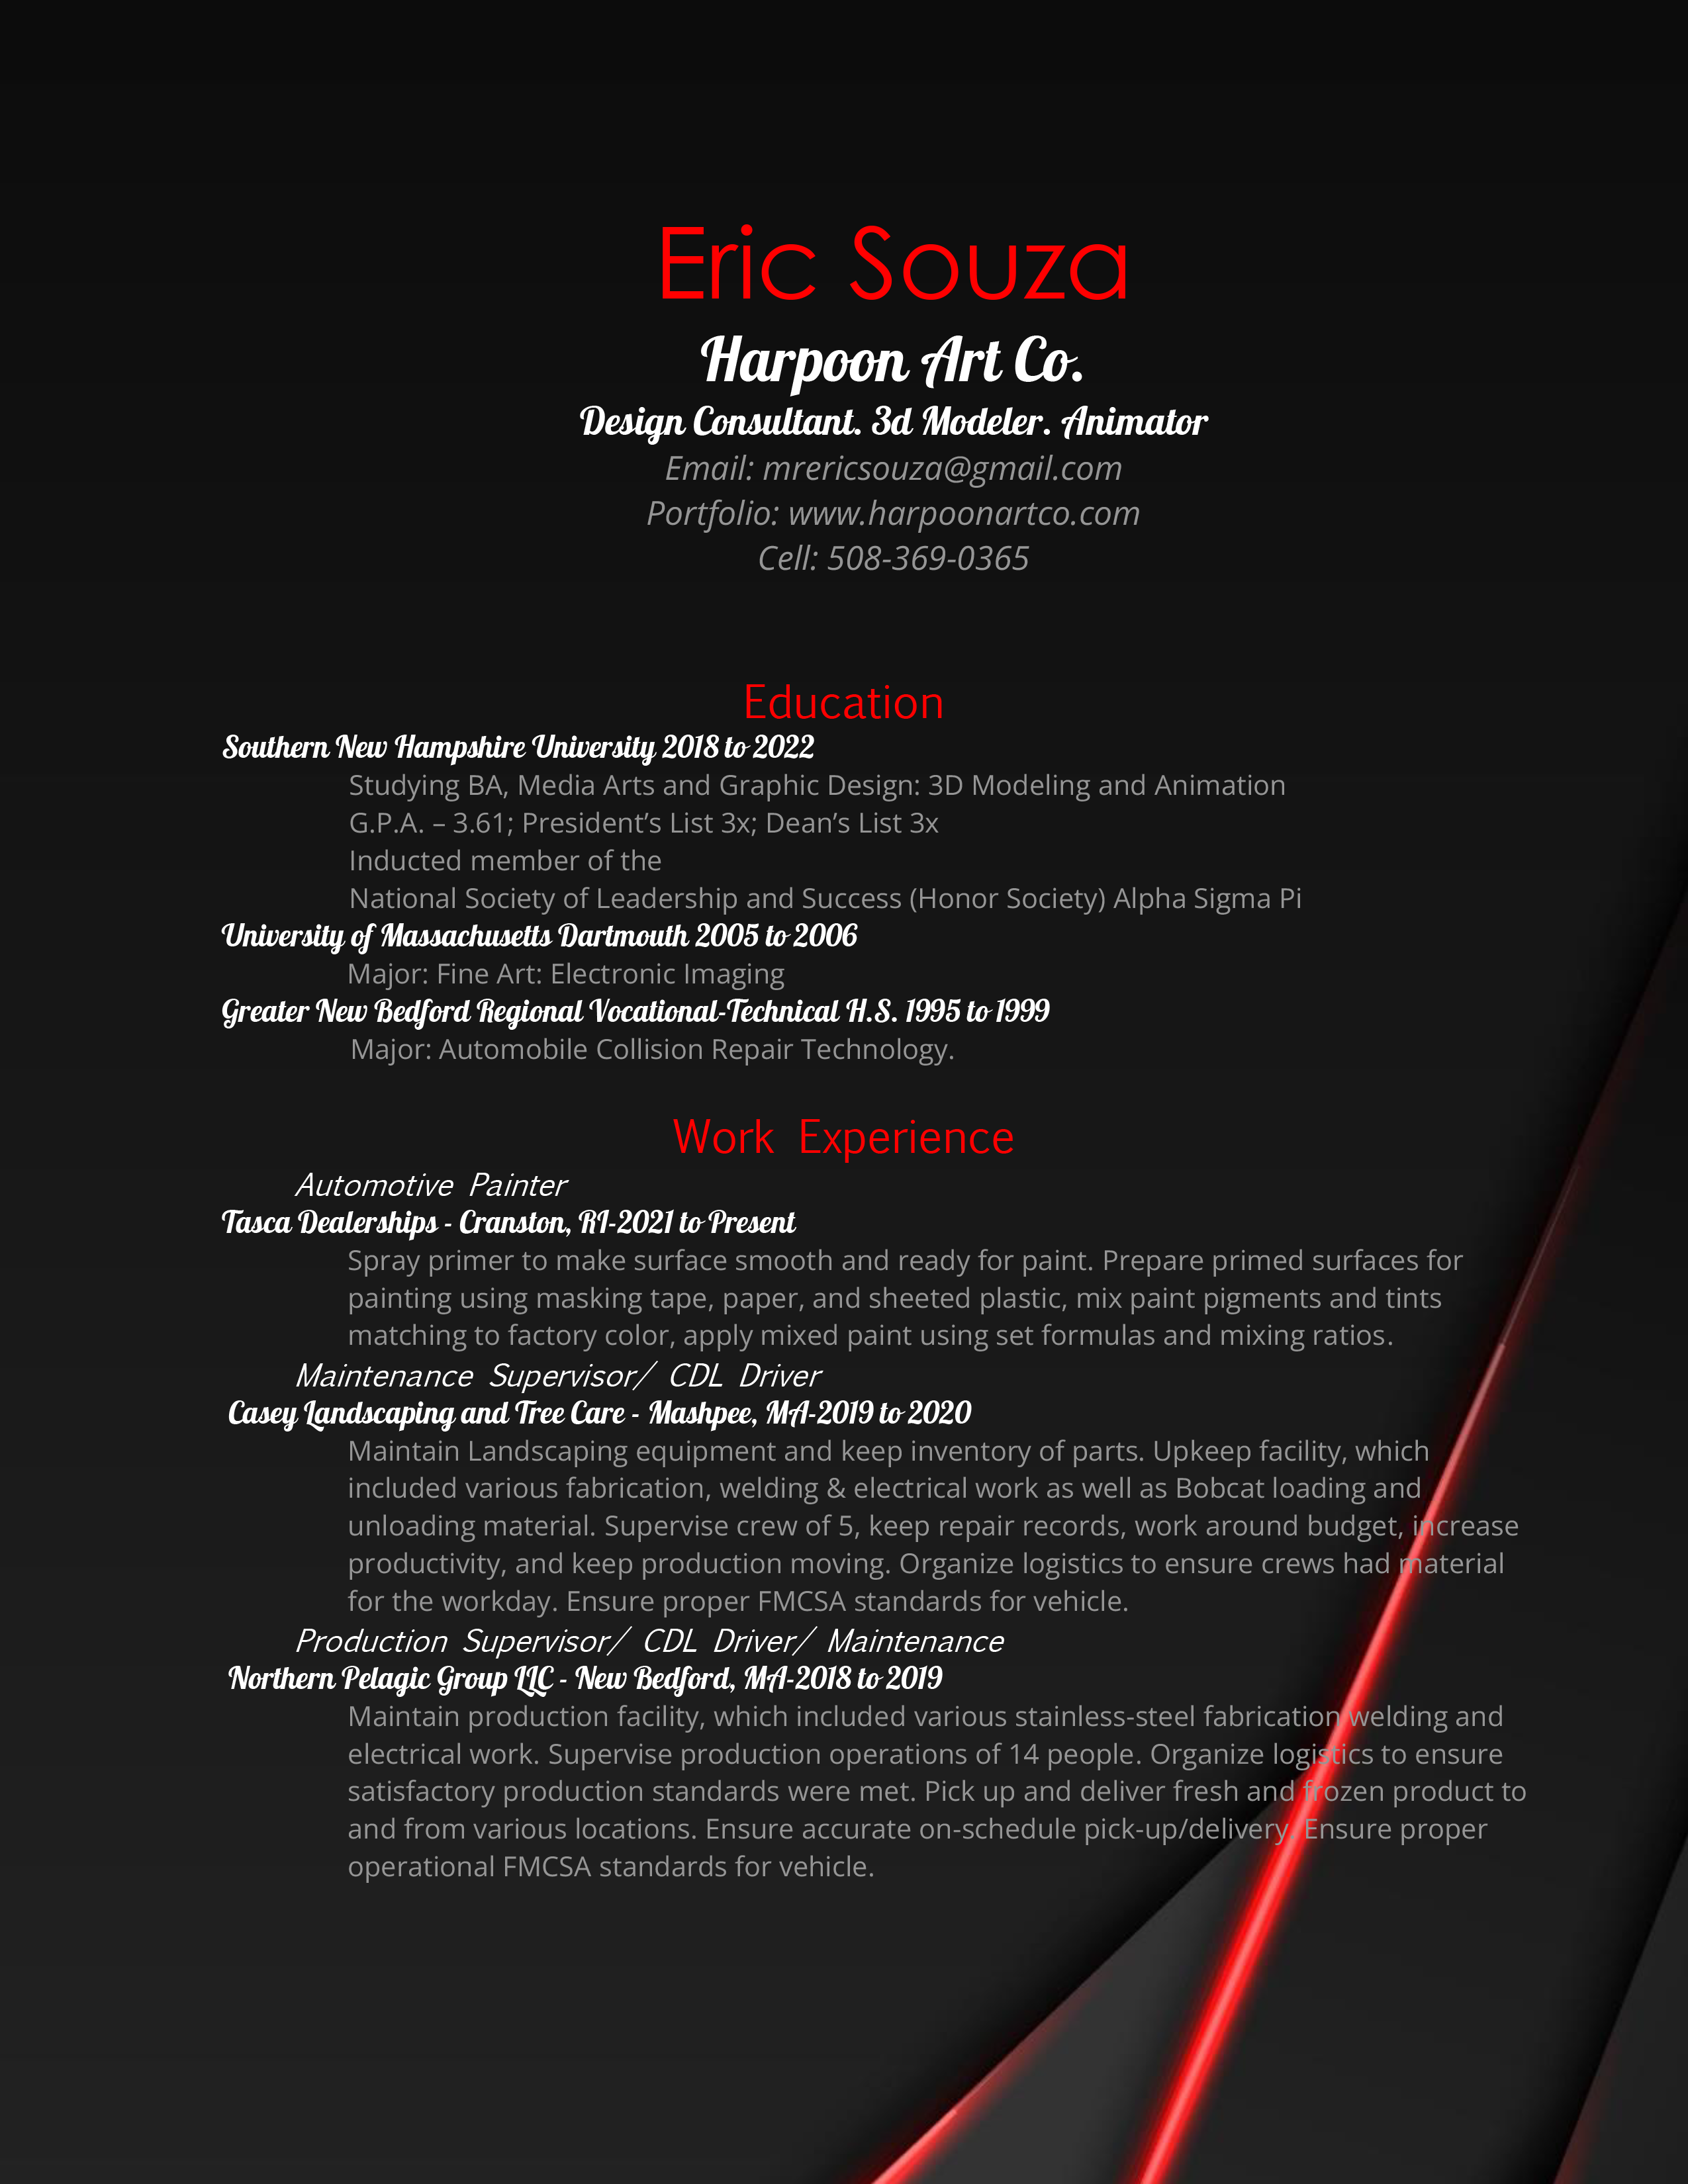 Eric Souza
Harpoon Art Co.
Design Consultant. 3d Modeler. Animator
Email: mrericsouza@gmail.com
Portfolio: www.harpoonartco.com
Cell: 508-369-0365
Education
Southern New Hampshire University 2018 to 2022
Studying BA, Media Arts and Graphic Design: 3D Modeling and Animation
G.P.A. – 3.61; President’s List 3x; Dean’s List 3x
Inducted member of the
National Society of Leadership and Success (Honor Society) Alpha Sigma Pi
University of Massachusetts Dartmouth 2005 to 2006
Major: Fine Art: Electronic Imaging
Greater New Bedford Regional Vocational-Technical H.S. 1995 to 1999
Major: Automobile Collision Repair Technology.
Work Experience
Automotive Painter
Tasca Dealerships - Cranston, RI-2021 to Present
Spray primer to make surface smooth and ready for paint. Prepare primed surfaces for
painting using masking tape, paper, and sheeted plastic, mix paint pigments and tints
matching to factory color, apply mixed paint using set formulas and mixing ratios.
Maintenance Supervisor/ CDL Driver
Casey Landscaping and Tree Care - Mashpee, MA-2019 to 2020
Maintain Landscaping equipment and keep inventory of parts. Upkeep facility, which
included various fabrication, welding & electrical work as well as Bobcat loading and
unloading material. Supervise crew of 5, keep repair records, work around budget, increase
productivity, and keep production moving. Organize logistics to ensure crews had material
for the workday. Ensure proper FMCSA standards for vehicle.
Production Supervisor/ CDL Driver/ Maintenance
Northern Pelagic Group LLC - New Bedford, MA-2018 to 2019
Maintain production facility, which included various stainless-steel fabrication welding and
electrical work. Supervise production operations of 14 people. Organize logistics to ensure
satisfactory production standards were met. Pick up and deliver fresh and frozen product to
and from various locations. Ensure accurate on-schedule pick-up/delivery. Ensure proper
operational FMCSA standards for vehicle.